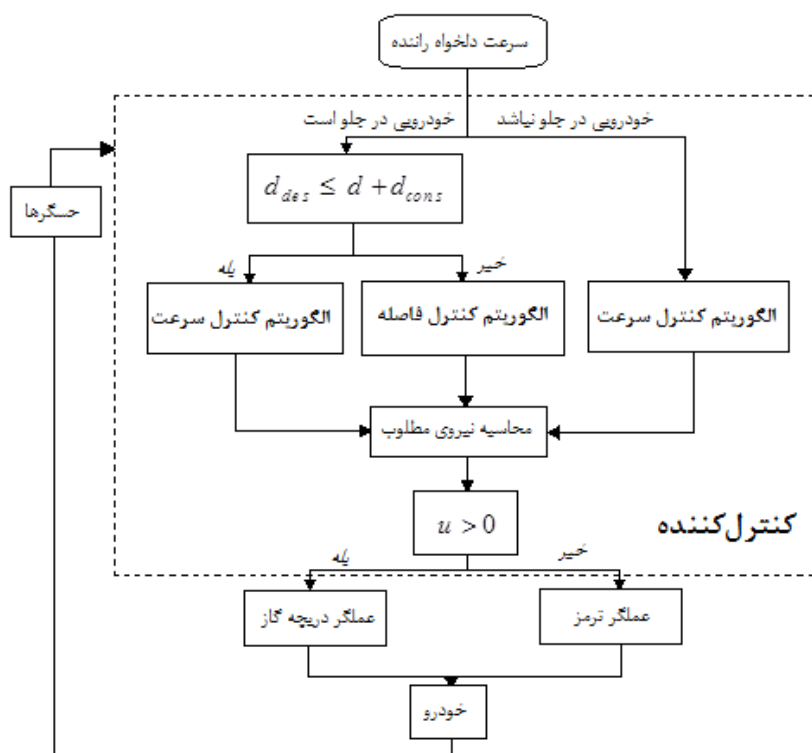 سرعت دلخواه راننده
خودرویی در جلو است
خودرویی در جلو نباشد
حسگرها
d_des ≤ d + d_cons
بله
خیر
الگوریتم کنترل سرعت
الگوریتم کنترل فاصله
الگوریتم کنترل سرعت
محاسبه نیروی مطلوب
u > 0
کنترل‌کننده
بله
خیر
عملگر دریچه گاز
عملگر ترمز
خودرو